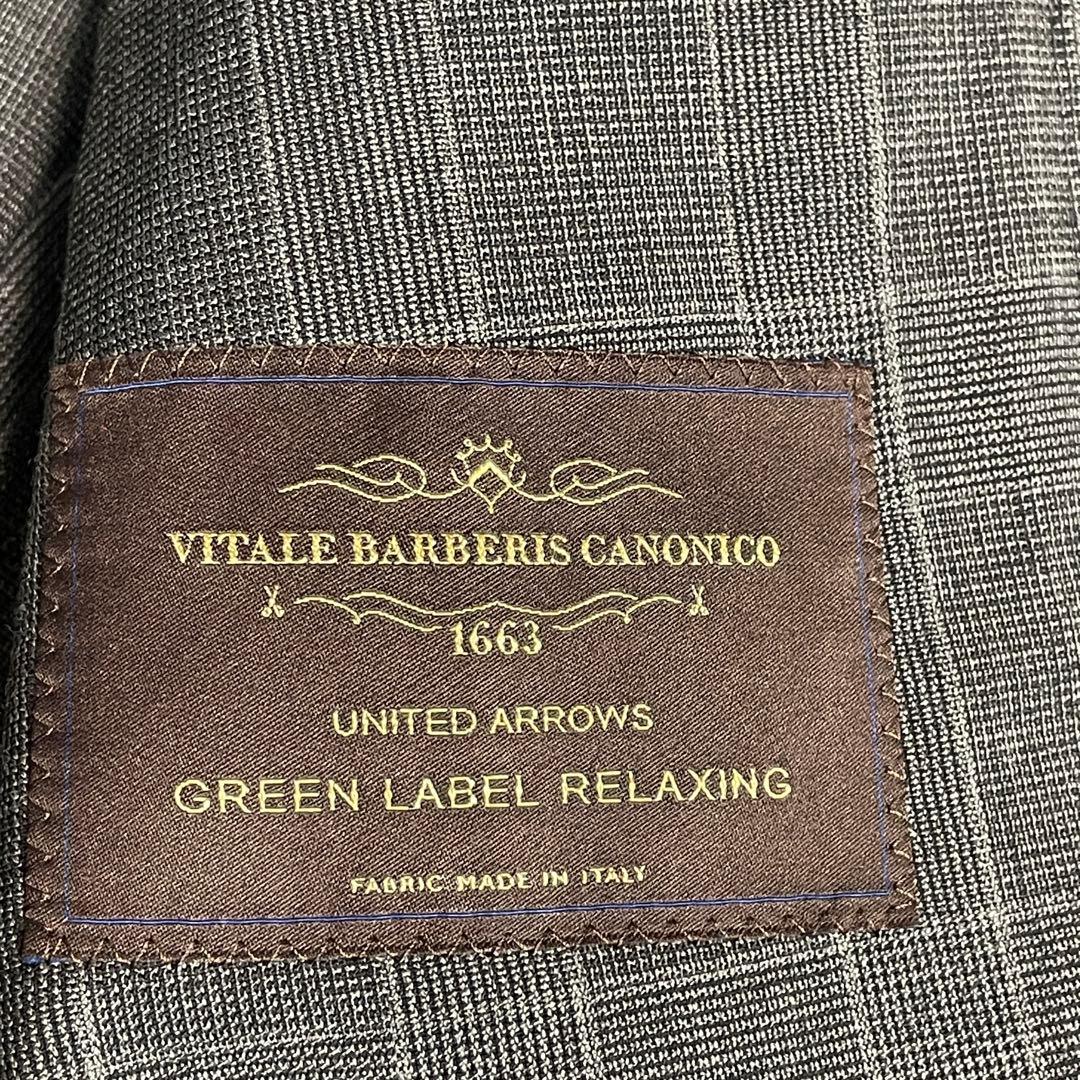 VITALE BARBERIS CANONICO
1663
UNITED ARROWS
GREEN LABEL RELAXING
FABRIC MADE IN ITALY